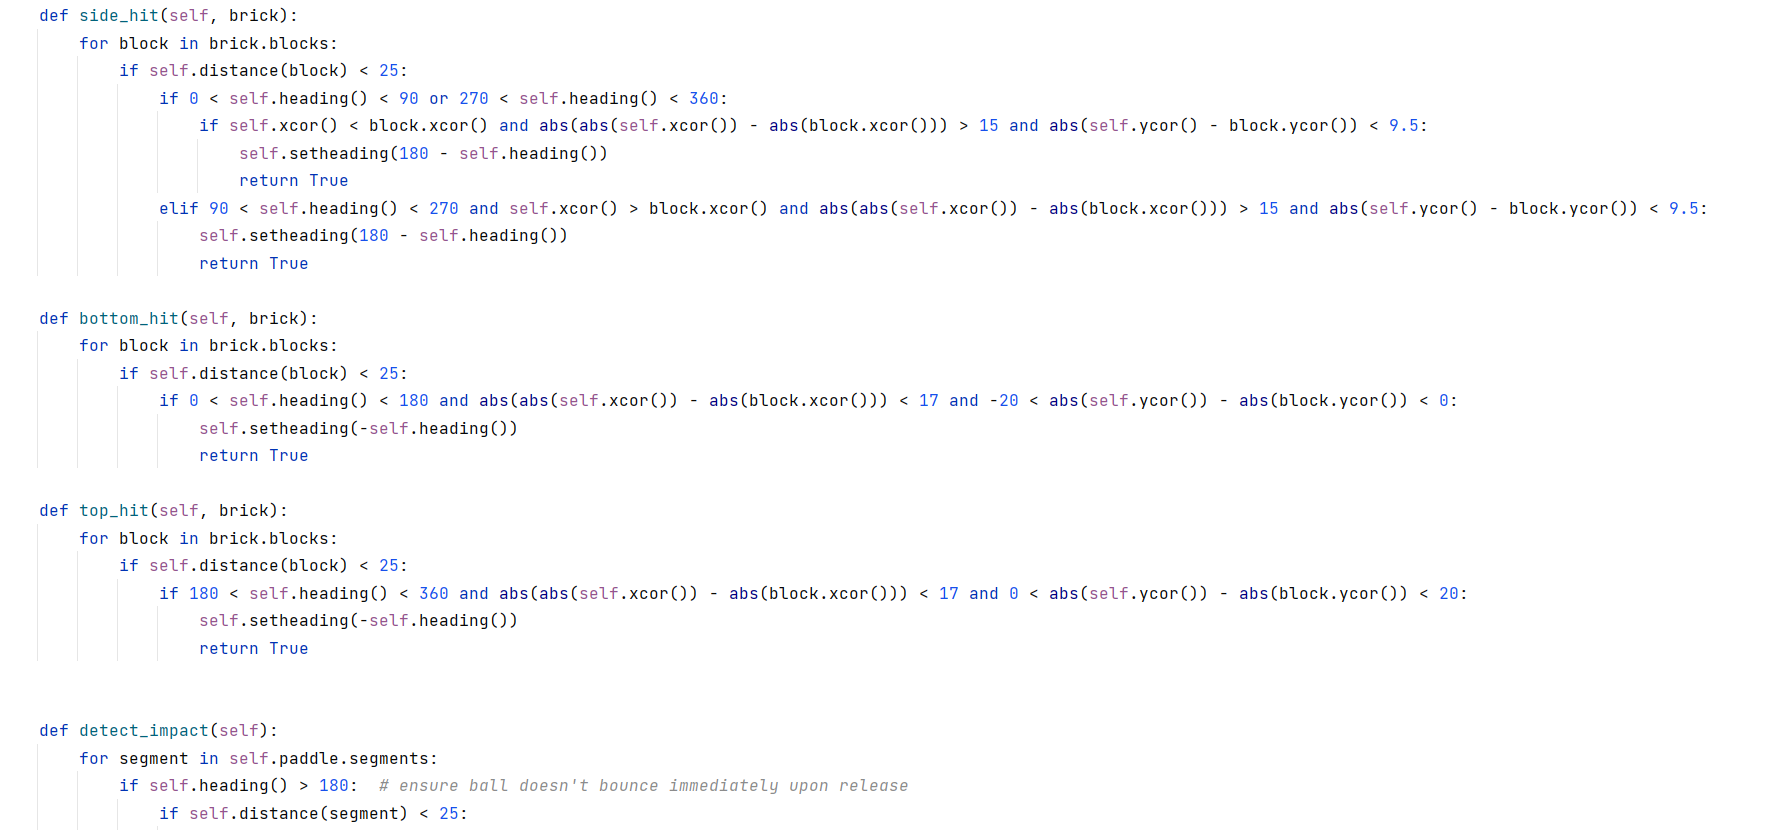 def side_hit(self, brick):
    for block in brick.blocks:
        if self.distance(block) < 25:
            if 0 < self.heading() < 90 or 270 < self.heading() < 360:
                if self.xcor() < block.xcor() and abs(abs(self.xcor()) - abs(block.xcor())) > 15 and abs(self.ycor() - block.ycor()) < 9.5:
                    self.setheading(180 - self.heading())
                    return True
            elif 90 < self.heading() < 270 and self.xcor() > block.xcor() and abs(abs(self.xcor()) - abs(block.xcor())) > 15 and abs(self.ycor() - block.ycor()) < 9.5:
                self.setheading(180 - self.heading())
                return True

def bottom_hit(self, brick):
    for block in brick.blocks:
        if self.distance(block) < 25:
            if 0 < self.heading() < 180 and abs(abs(self.xcor()) - abs(block.xcor())) < 17 and -20 < abs(self.ycor()) - abs(block.ycor()) < 0:
                self.setheading(-self.heading())
                return True

def top_hit(self, brick):
    for block in brick.blocks:
        if self.distance(block) < 25:
            if 180 < self.heading() < 360 and abs(abs(self.xcor()) - abs(block.xcor())) < 17 and 0 < abs(self.ycor()) - abs(block.ycor()) < 20:
                self.setheading(-self.heading())
                return True

def detect_impact(self):
    for segment in self.paddle.segments:
        if self.heading() > 180:  # ensure ball doesn't bounce immediately upon release
            if self.distance(segment) < 25: